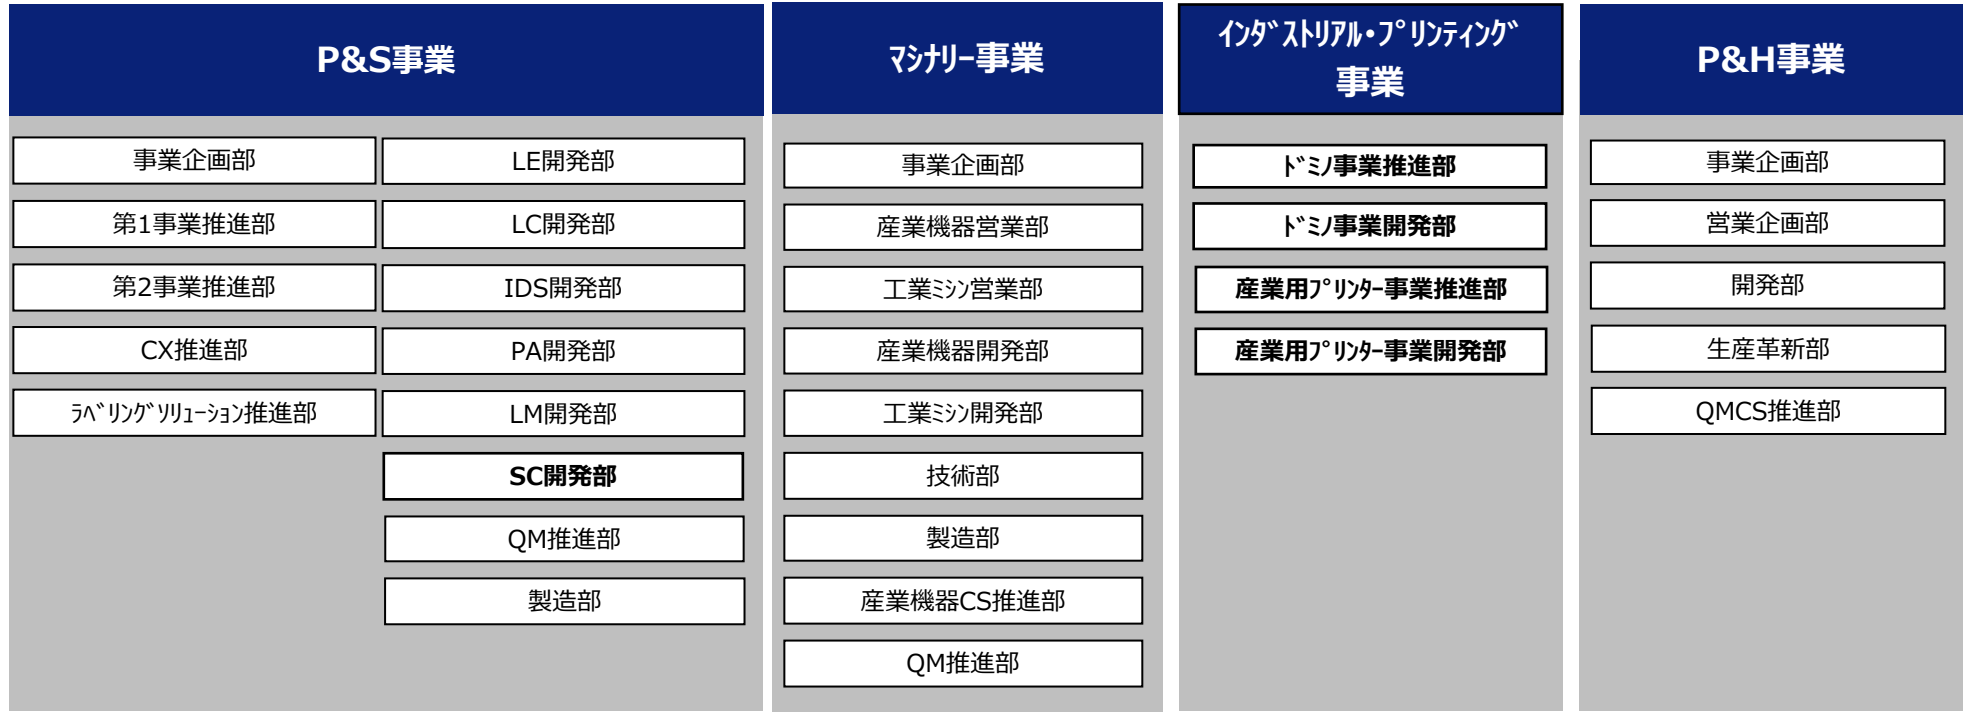 P&S事業
事業企画部
第1事業推進部
第2事業推進部
CX推進部
ﾗﾍﾞﾘﾝｸﾞｿﾘｭｰｼｮﾝ推進部
LE開発部
LC開発部
IDS開発部
PA開発部
LM開発部
SC開発部
QM推進部
製造部
ﾏｼﾅﾘｰ事業
事業企画部
産業機器営業部
工業ﾐｼﾝ営業部
産業機器開発部
工業ﾐｼﾝ開発部
技術部
製造部
産業機器CS推進部
QM推進部
ｲﾝﾀﾞｽﾄﾘｱﾙ・ﾌﾟﾘﾝﾃｨﾝｸﾞ
事業
ﾄﾞﾐﾉ事業推進部
ﾄﾞﾐﾉ事業開発部
産業用ﾌﾟﾘﾝﾀｰ事業推進部
産業用ﾌﾟﾘﾝﾀｰ事業開発部
P&H事業
事業企画部
営業企画部
開発部
生産革新部
QMCS推進部